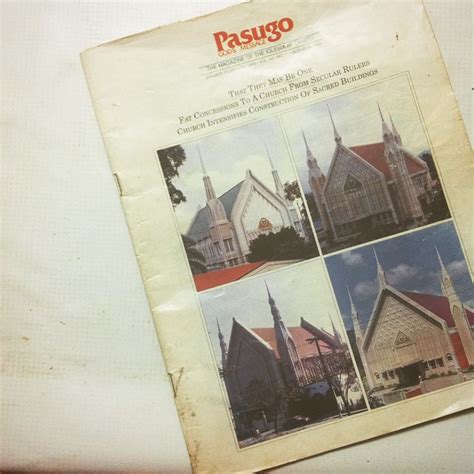 Pasugo
GOD'S MESSAGE
THE MAGAZINE OF THE IGLESIA NI CRISTO
THAT THEY MAY BE ONE
FAT CONCESSIONS TO A CHURCH FROM SECULAR RULERS
CHURCH INTENSIFIES CONSTRUCTION OF SACRED BUILDINGS